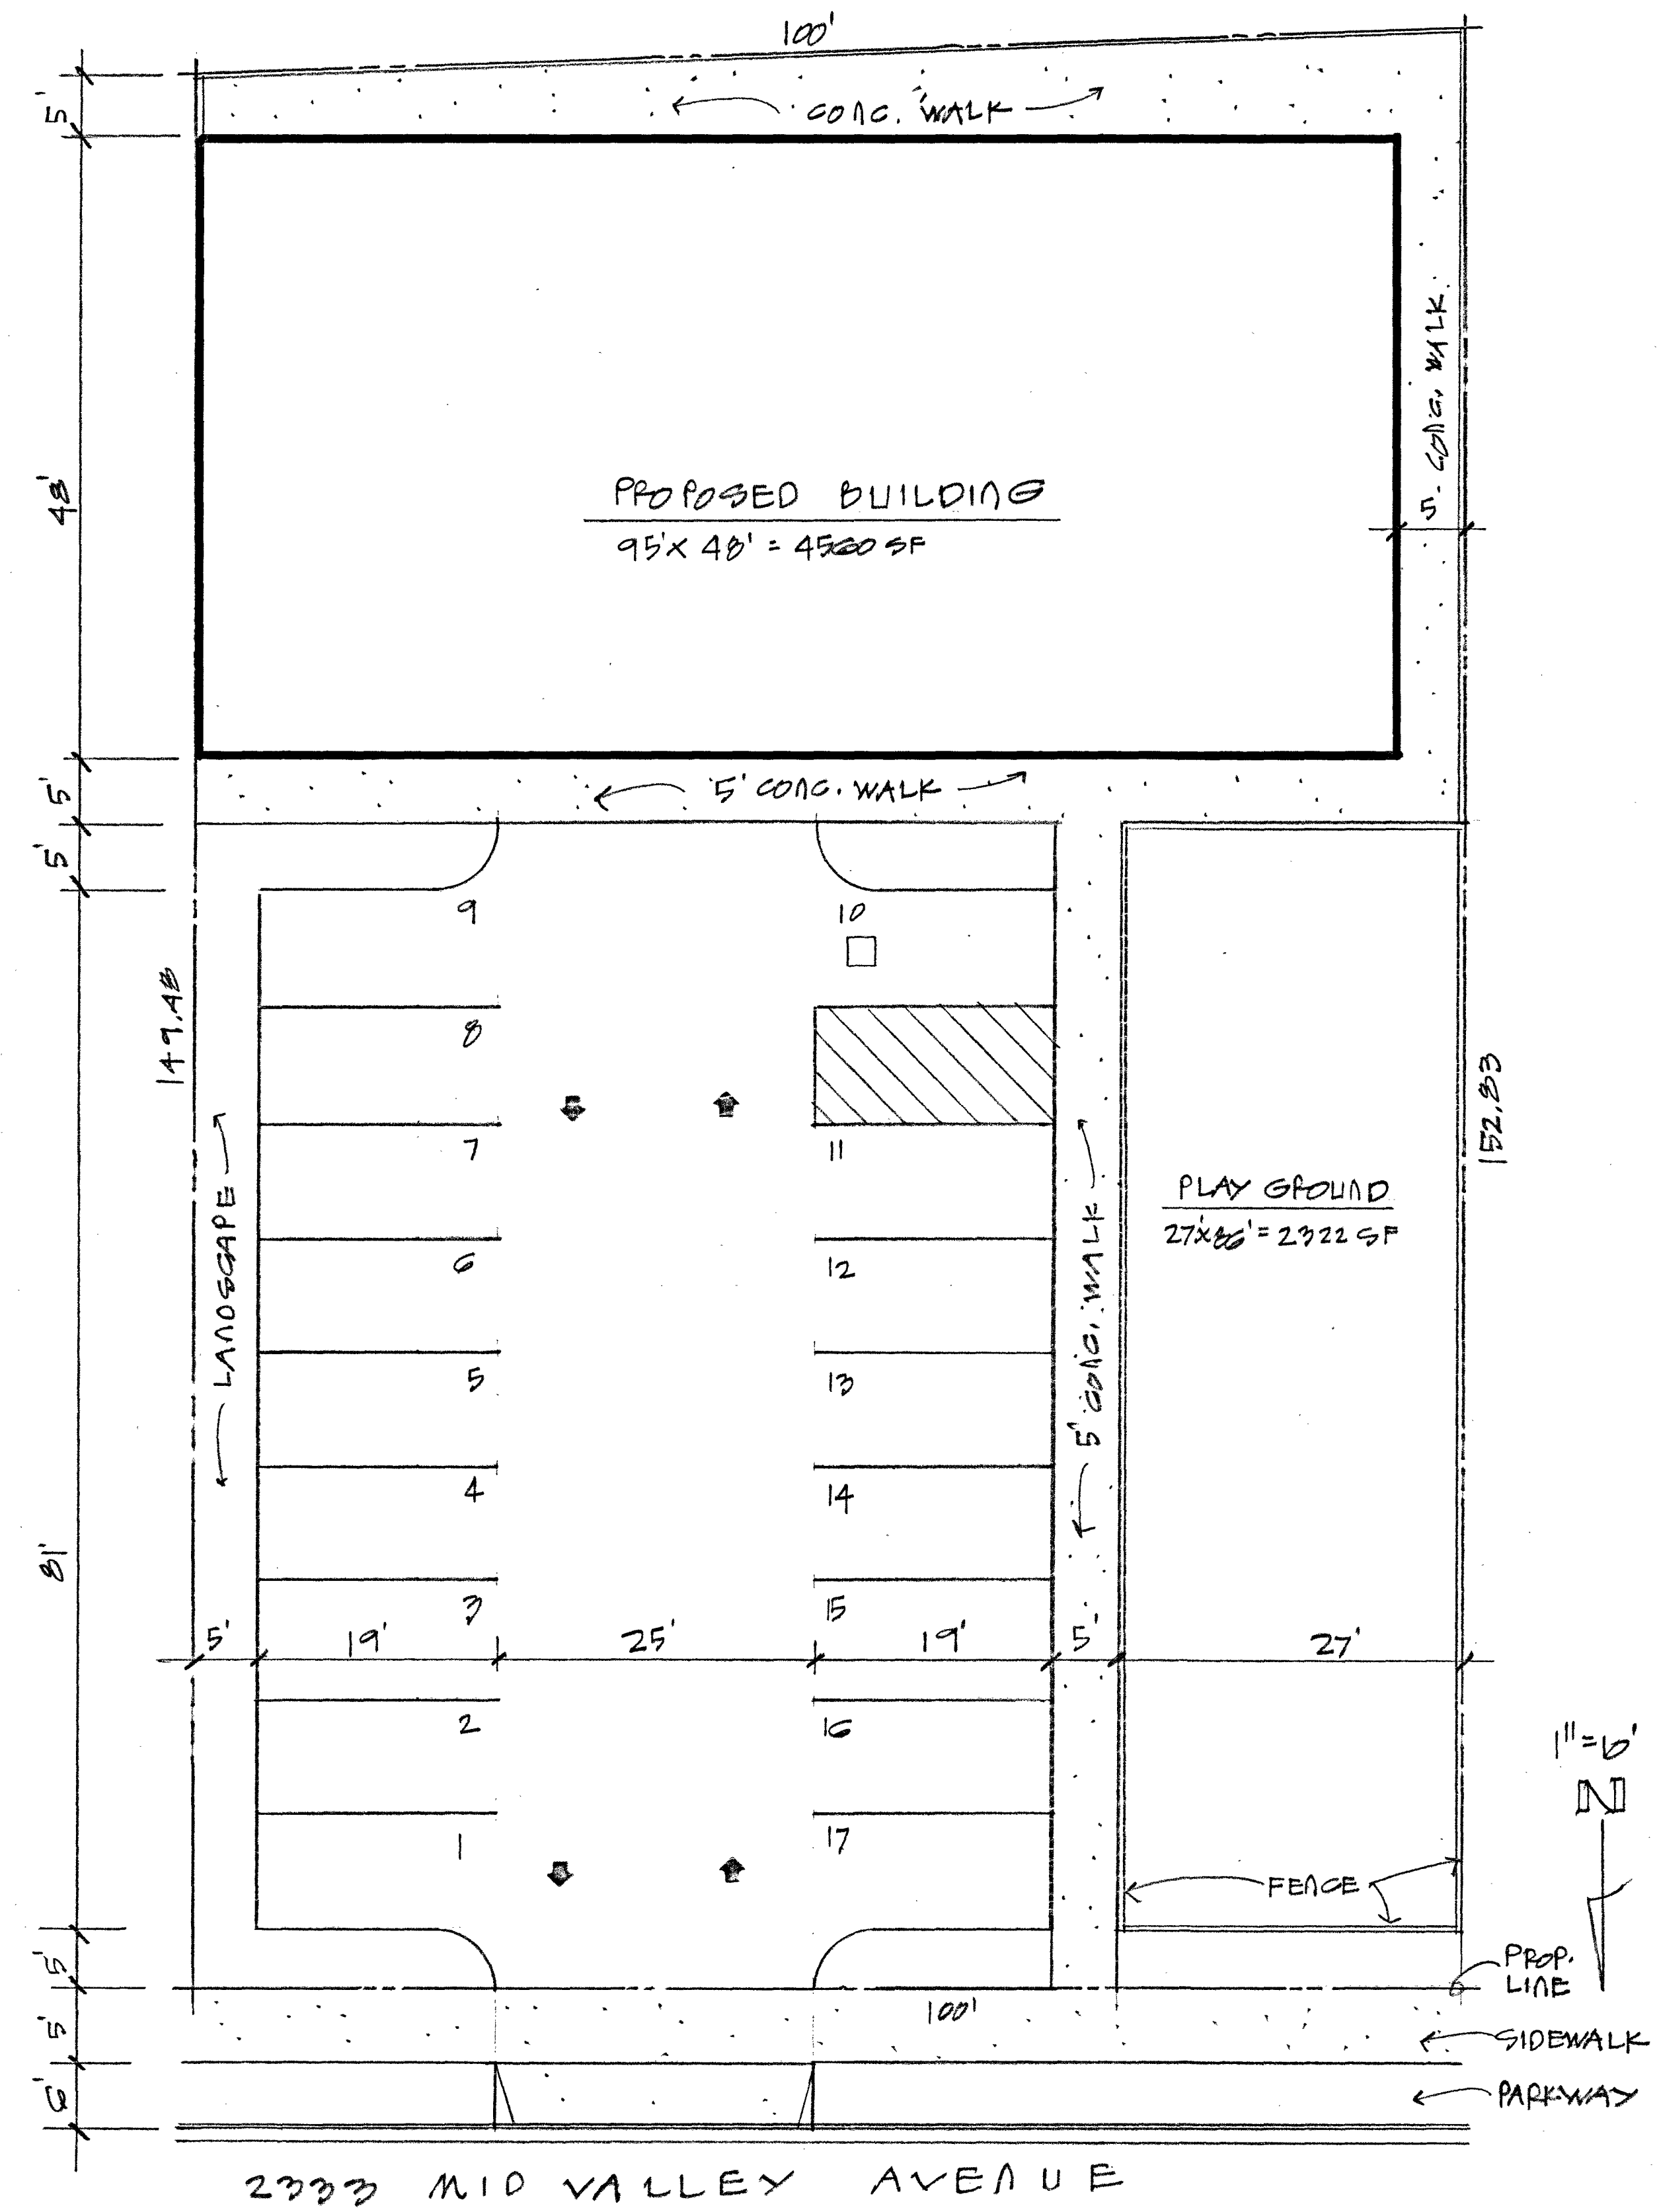 100'
5'
CONC. WALK
48'
5' CONC. WALK
PROPOSED BUILDING
95'X 48' = 4560 SF
5'
5' CONC. WALK
5'
9
10
149.48
8
7
11
LANDSCAPE
PLAY GROUND
27'X86' = 2322 SF
152.83
6
12
5' CONC. WALK
5
13
4
14
81'
3
15
5'
19'
25'
19'
5'
27'
2
16
1
17
1"=10'
N
FENCE
5'
PROP.
LINE
100'
5'
SIDEWALK
6'
PARKWAY
2333 MID VALLEY AVENUE